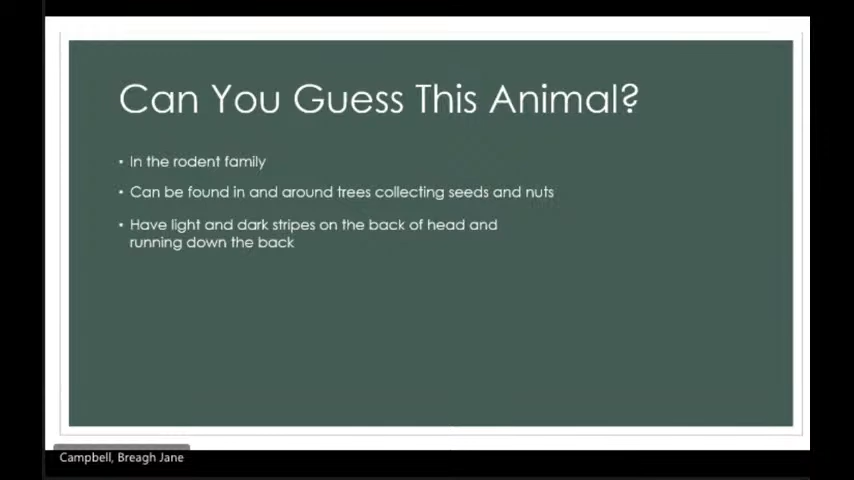 Can You Guess This Animal?
• In the rodent family
• Can be found in and around trees collecting seeds and nuts
• Have light and dark stripes on the back of head and
running down the back
Campbell, Breagh Jane